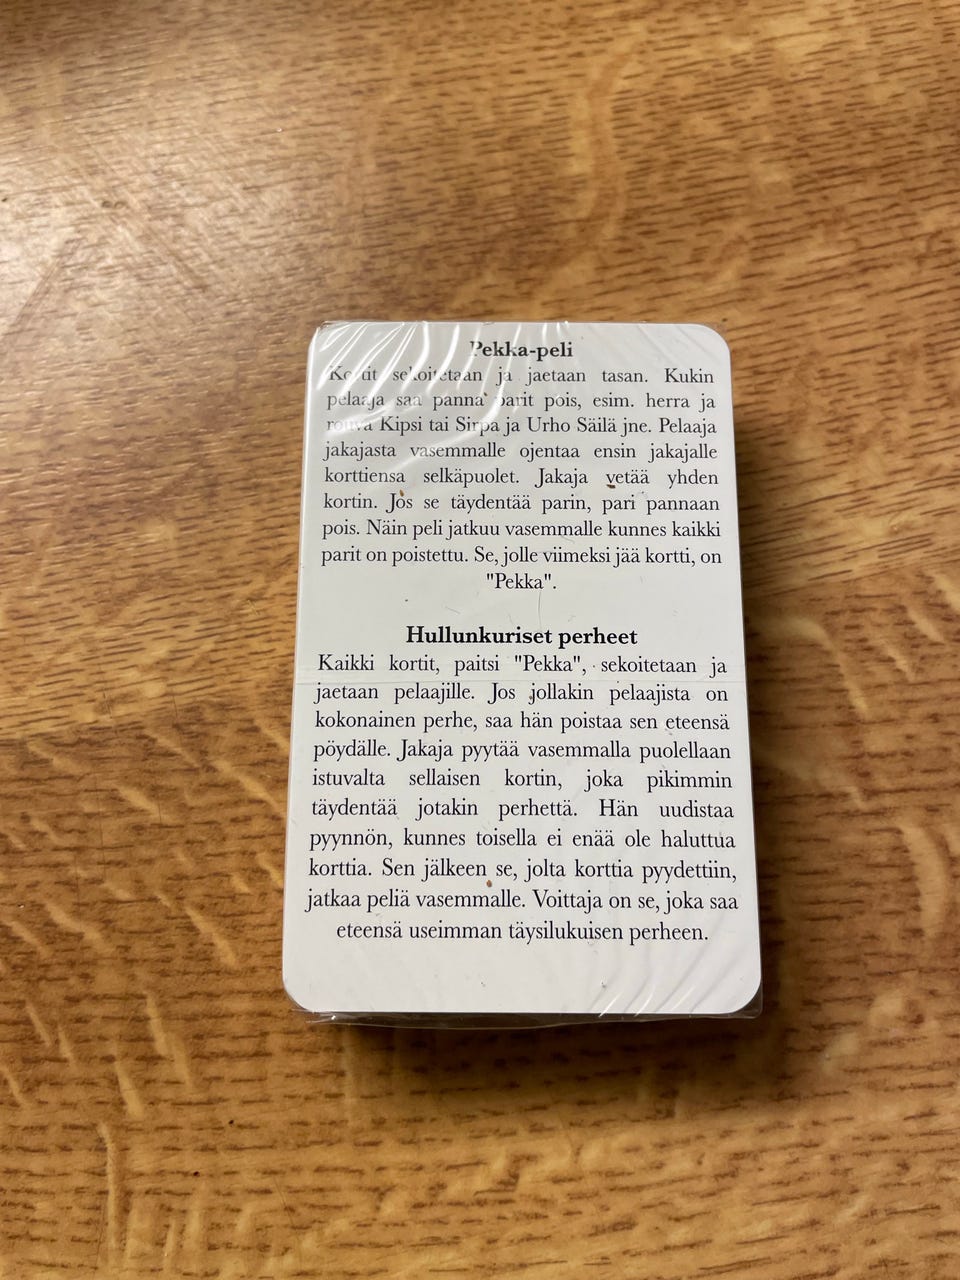 Pekka-peli
Kortit sekoitetaan ja jaetaan tasan. Kukin
pelaaja saa panna parit pois, esim. herra ja
rouva Kipsi tai Sirpa ja Urho Säilä jne. Pelaaja
jakajasta vasemmalle ojentaa ensin jakajalle
korttiensa selkäpuolet. Jakaja vetää yhden
kortin. Jos se täydentää parin, pari pannaan
pois. Näin peli jatkuu vasemmalle kunnes kaikki
parit on poistettu. Se, jolle viimeksi jää kortti, on
"Pekka".
Hullunkuriset perheet
Kaikki kortit, paitsi "Pekka", sekoitetaan ja
jaetaan pelaajille. Jos jollakin pelaajista on
kokonainen perhe, saa hän poistaa sen eteensä
pöydälle. Jakaja pyytää vasemmalla puolellaan
istuvalta sellaisen kortin, joka pikimmin
täydentää jotakin perhettä. Hän uudistaa
pyynnön, kunnes toisella ei enää ole haluttua
korttia. Sen jälkeen se, jolta korttia pyydettiin,
jatkaa peliä vasemmalle. Voittaja on se, joka saa
eteensä useimman täysilukuisen perheen.